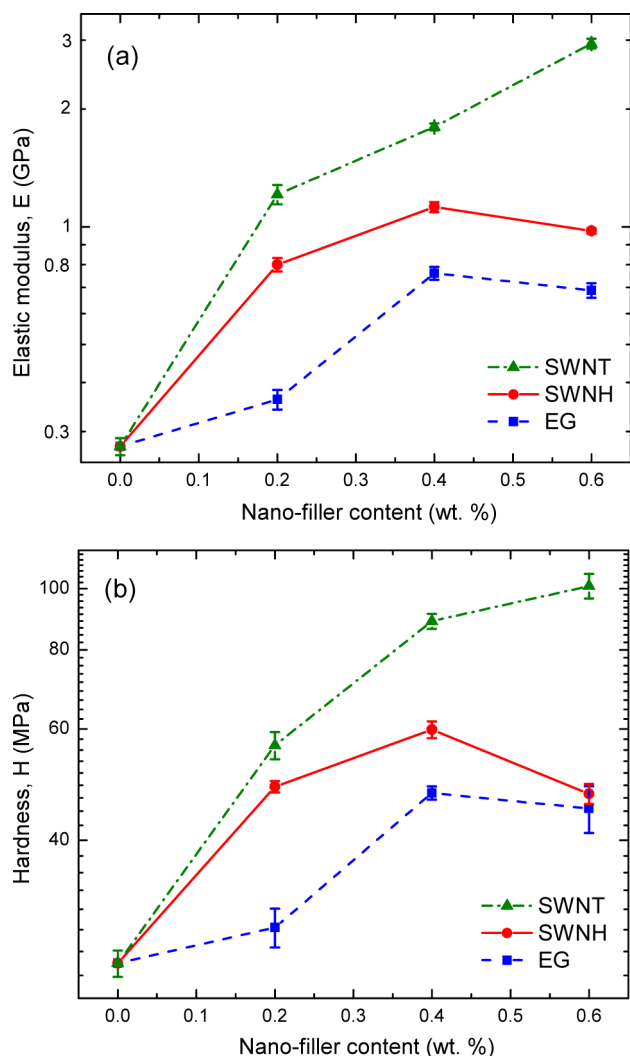 (a)
3
2
1
0.8
0.3
Elastic modulus, E (GPa)
SWNT
SWNH
EG
0.0 0.1 0.2 0.3 0.4 0.5 0.6
Nano-filler content (wt. %)
(b)
100
80
60
40
Hardness, H (MPa)
SWNT
SWNH
EG
0.0 0.1 0.2 0.3 0.4 0.5 0.6
Nano-filler content (wt. %)